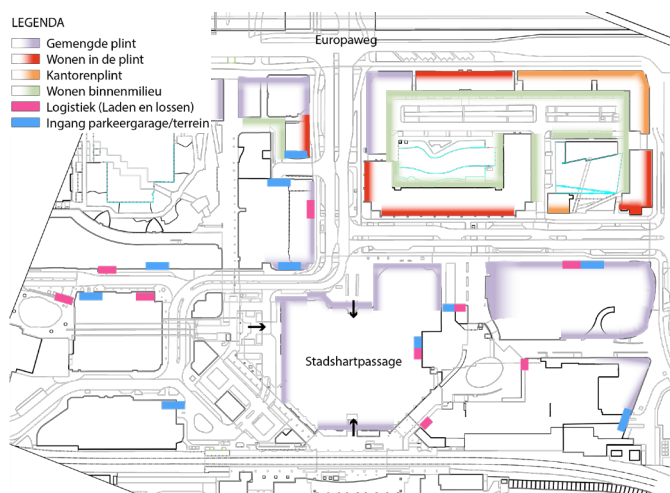 LEGENDA
Gemengde plint
Wonen in de plint
Kantorenplint
Wonen binnenmilieu
Logistiek (Laden en lossen)
Ingang parkeergarage/terrein
Europaweg
Stadshartpassage